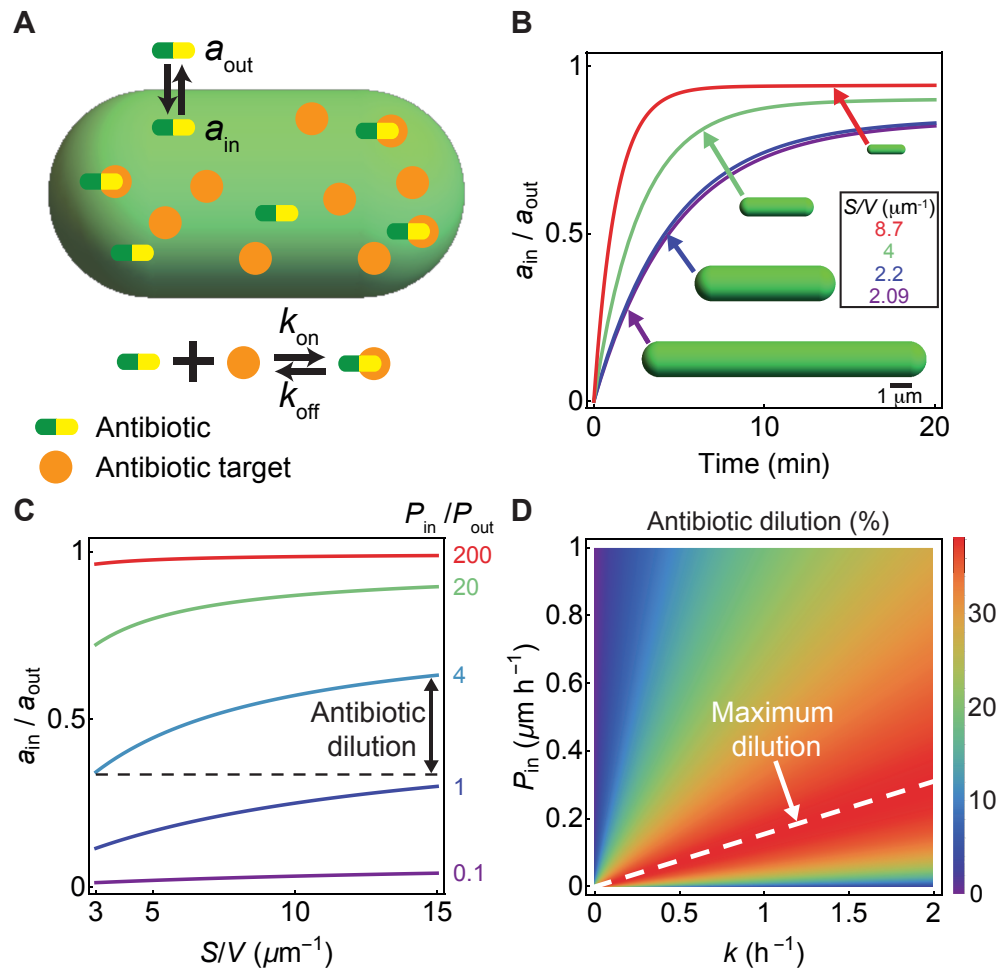 A
a_out
a_in
k_on
k_off
Antibiotic
Antibiotic target
B
a_in / a_out
1
0.5
0
S/V (μm⁻¹)
8.7
4
2.2
2.09
1 μm
0
10
20
Time (min)
C
P_in /P_out
a_in / a_out
1
0.5
0
200
20
4
1
0.1
Antibiotic
dilution
3
5
10
15
S/V (μm⁻¹)
D
Antibiotic dilution (%)
P_in (μm h⁻¹)
1
0.8
0.6
0.4
0.2
0
Maximum
dilution
0
0.5
1
1.5
2
k (h⁻¹)
30
20
10
0